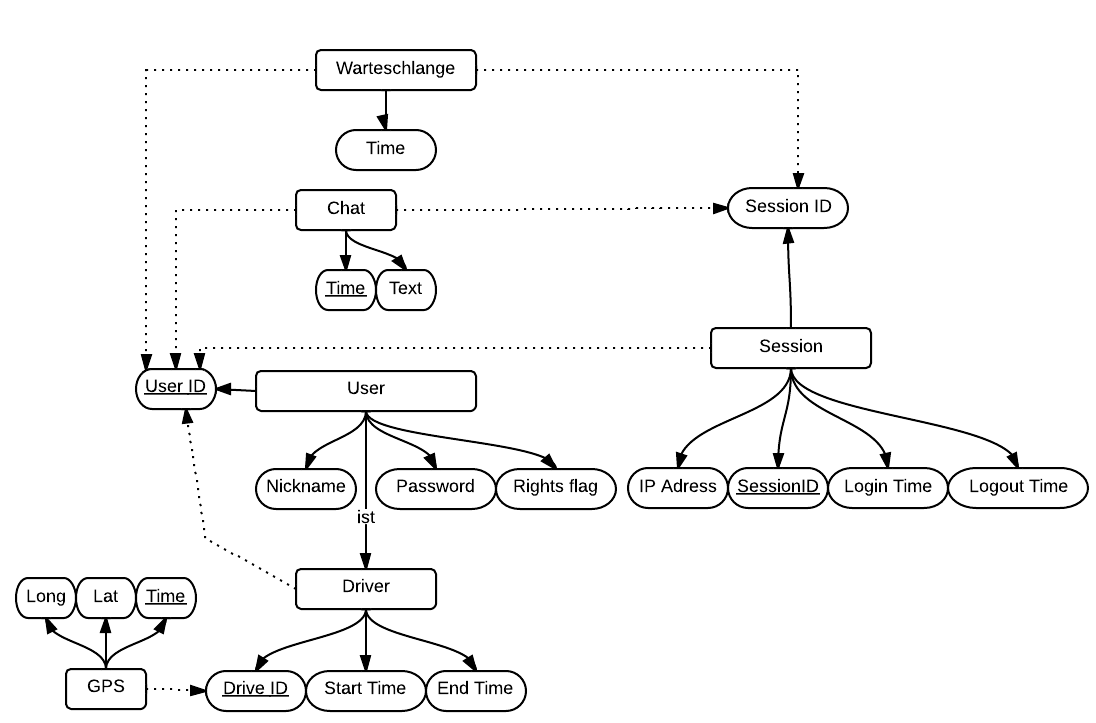 Warteschlange
Time
Chat
Session ID
Time
Text
Session
User ID
User
Nickname
Password
Rights flag
IP Adress
SessionID
Login Time
Logout Time
ist
Driver
Long
Lat
Time
GPS
Drive ID
Start Time
End Time